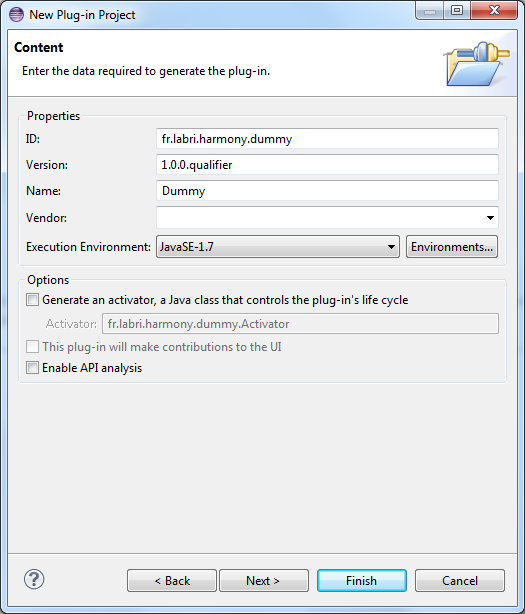 New Plug-in Project
Content
Enter the data required to generate the plug-in.
Properties
ID: fr.labri.harmony.dummy
Version: 1.0.0.qualifier
Name: Dummy
Vendor:
Execution Environment: JavaSE-1.7 Environments...
Options
Generate an activator, a Java class that controls the plug-in's life cycle
Activator: fr.labri.harmony.dummy.Activator
This plug-in will make contributions to the UI
Enable API analysis
? < Back Next > Finish Cancel